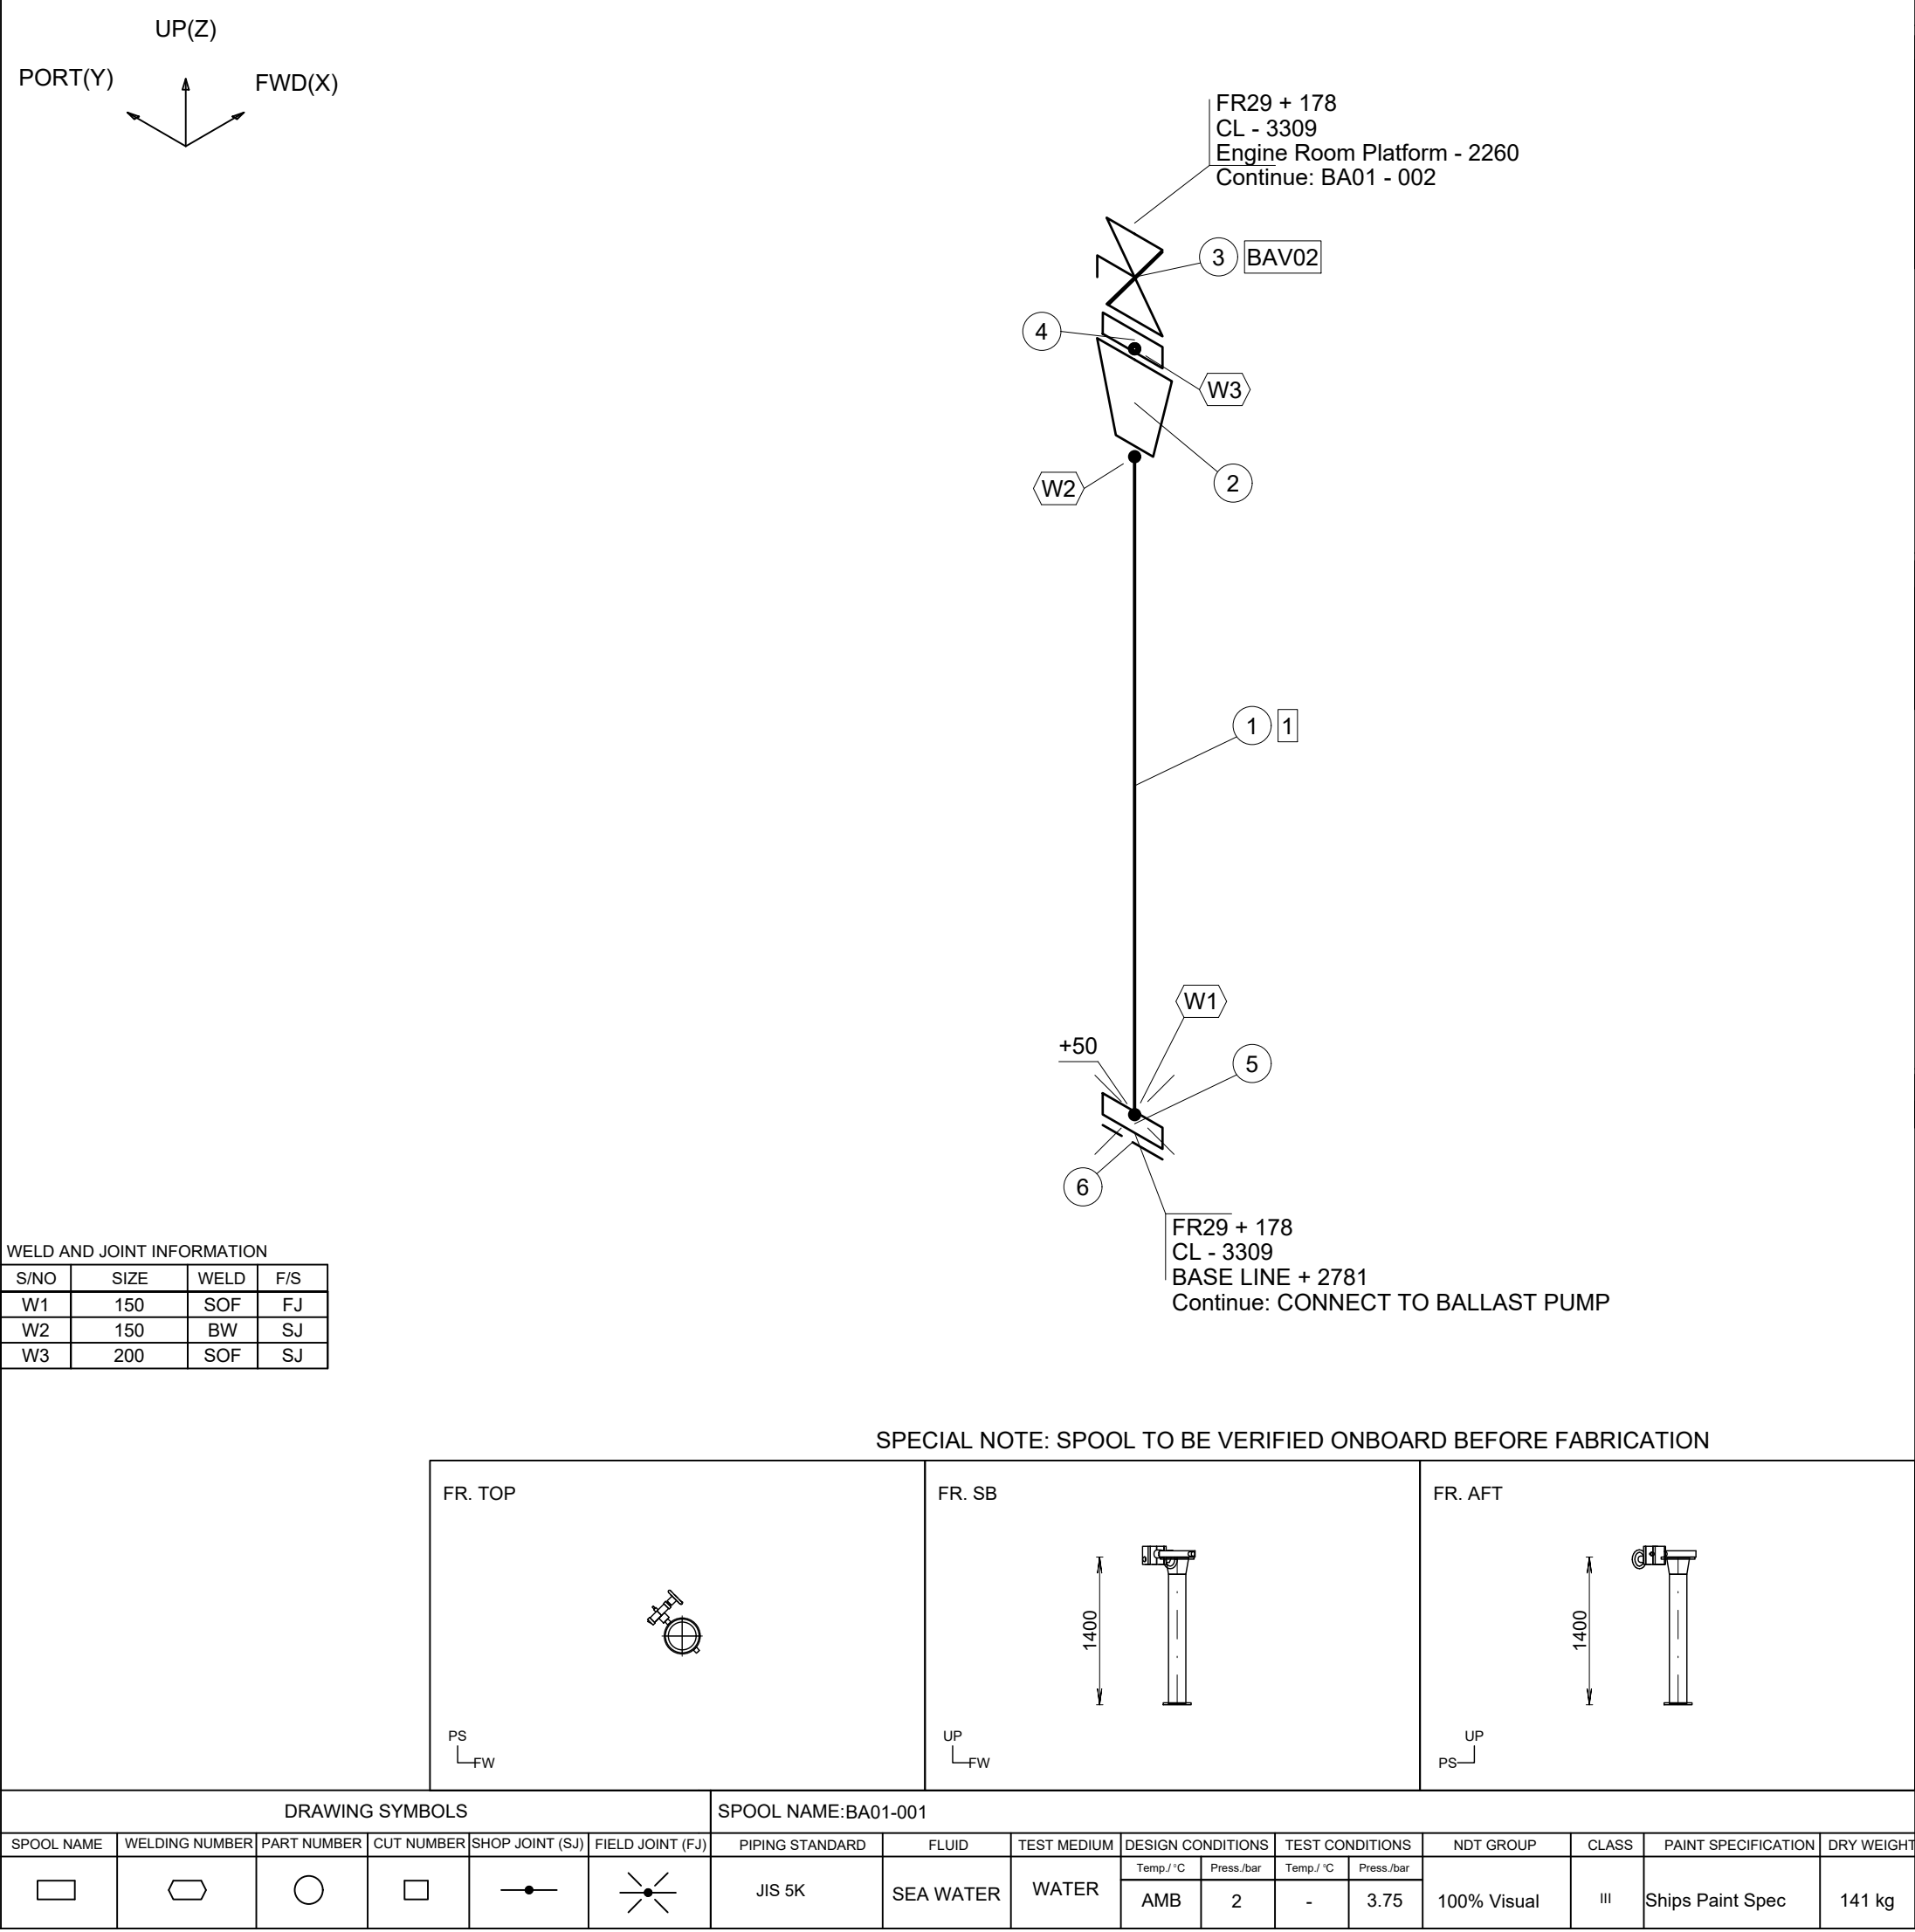 UP(Z)
PORT(Y)
FWD(X)
FR29 + 178
CL - 3309
Engine Room Platform - 2260
Continue: BA01 - 002
3 BAV02
4
W3
W2
2
1 1
W1
+50
5
6
FR29 + 178
CL - 3309
BASE LINE + 2781
Continue: CONNECT TO BALLAST PUMP
WELD AND JOINT INFORMATION
S/NO SIZE WELD F/S
W1 150 SOF FJ
W2 150 BW SJ
W3 200 SOF SJ
SPECIAL NOTE: SPOOL TO BE VERIFIED ONBOARD BEFORE FABRICATION
FR. TOP
PS
FW
FR. SB
1400
UP
FW
FR. AFT
1400
UP
PS
DRAWING SYMBOLS
SPOOL NAME:BA01-001
SPOOL NAME WELDING NUMBER PART NUMBER CUT NUMBER SHOP JOINT (SJ) FIELD JOINT (FJ) PIPING STANDARD FLUID TEST MEDIUM DESIGN CONDITIONS TEST CONDITIONS NDT GROUP CLASS PAINT SPECIFICATION DRY WEIGHT
Temp./ °C Press./bar Temp./ °C Press./bar
JIS 5K SEA WATER WATER AMB 2 - 3.75 100% Visual III Ships Paint Spec 141 kg